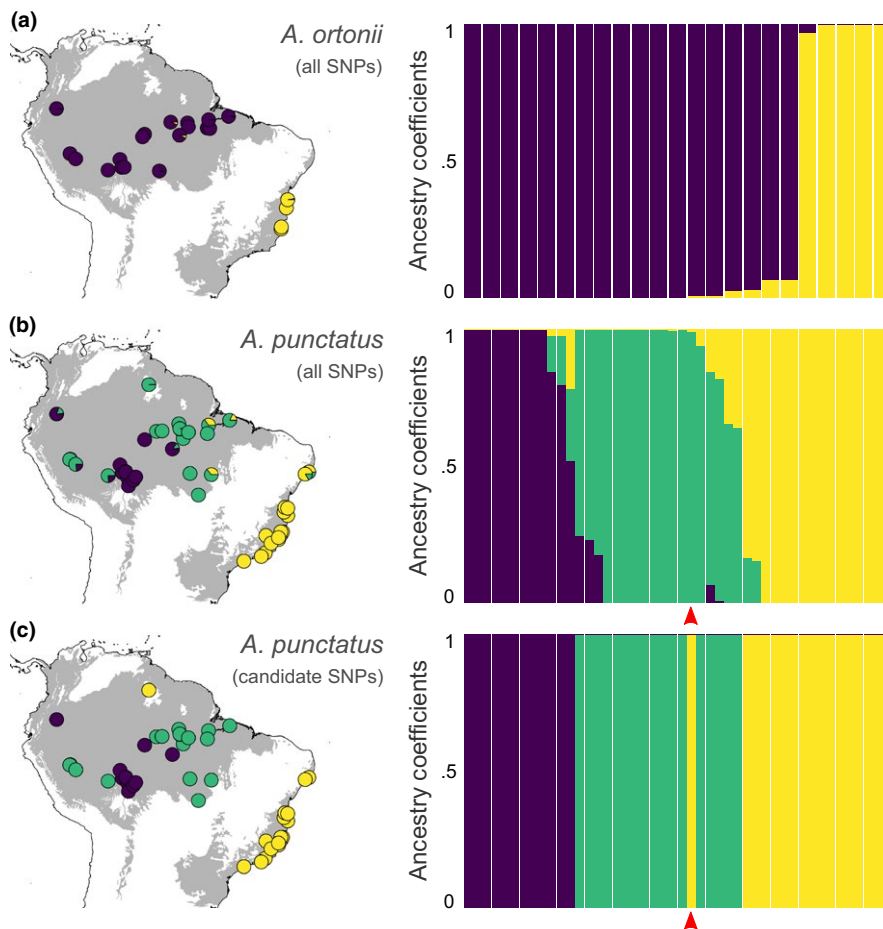 (a)
A. ortonii
(all SNPs)
Ancestry coefficients
1
.5
0
(b)
A. punctatus
(all SNPs)
Ancestry coefficients
1
.5
0
(c)
A. punctatus
(candidate SNPs)
Ancestry coefficients
1
.5
0